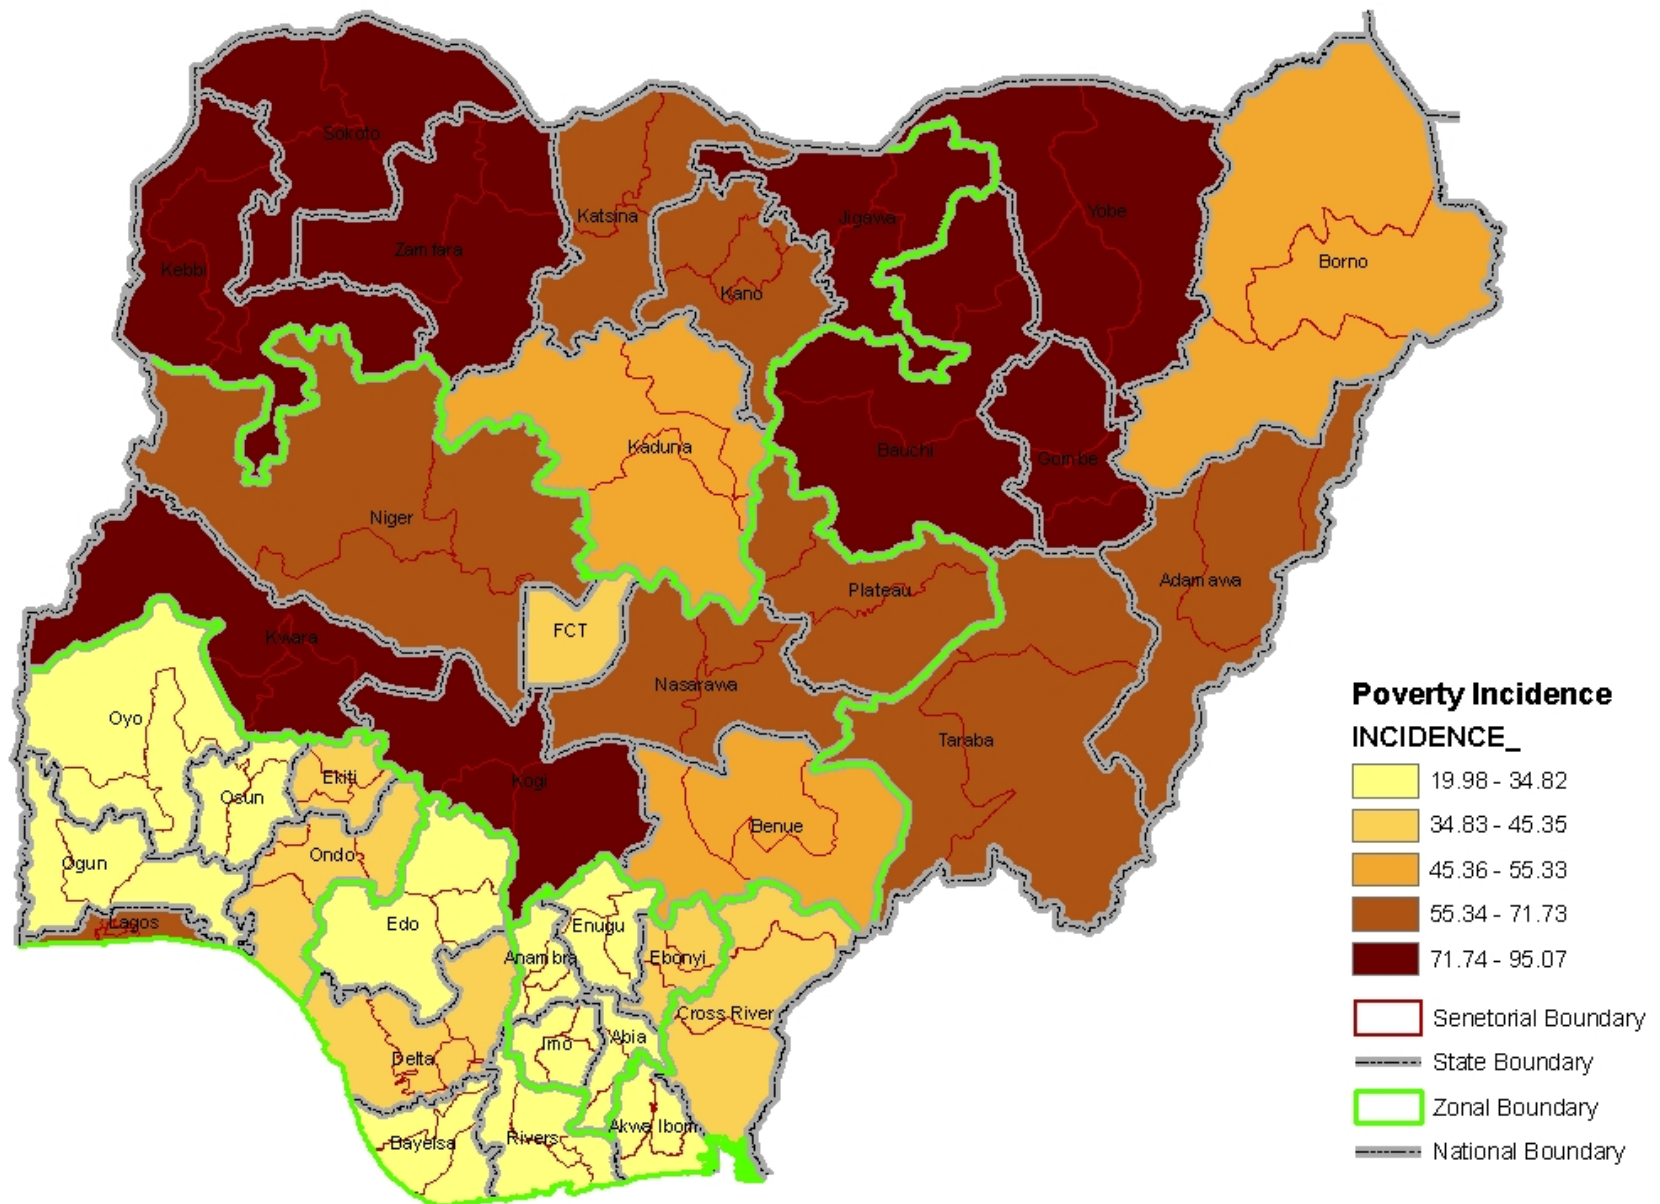 Sokoto
Katsina
Jigawa
Yobe
Zamfara
Kebbi
Borno
Kano
Kaduna
Bauchi
Gombe
Niger
Adamawa
Plateau
FCT
Kwara
Nasarawa
Oyo
Taraba
Ekiti
Kogi
Osun
Benue
Ondo
Ogun
Lagos
Edo
Enugu
Anambra
Ebonyi
Cross River
Abia
Imo
Delta
Akwa Ibom
Rivers
Bayelsa
Poverty Incidence
INCIDENCE_
19.98 - 34.82
34.83 - 45.35
45.36 - 55.33
55.34 - 71.73
71.74 - 95.07
Senetorial Boundary
State Boundary
Zonal Boundary
National Boundary